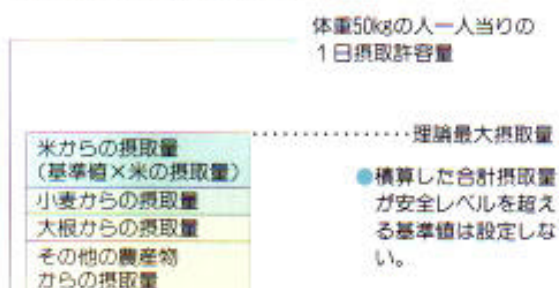 体重50kgの人一人当りの
1日摂取許容量
米からの摂取量
(基準値×米の摂取量)
小麦からの摂取量
大根からの摂取量
その他の農産物
からの摂取量
理論最大摂取量
●積算した合計摂取量
が安全レベルを超え
る基準値は設定しな
い。